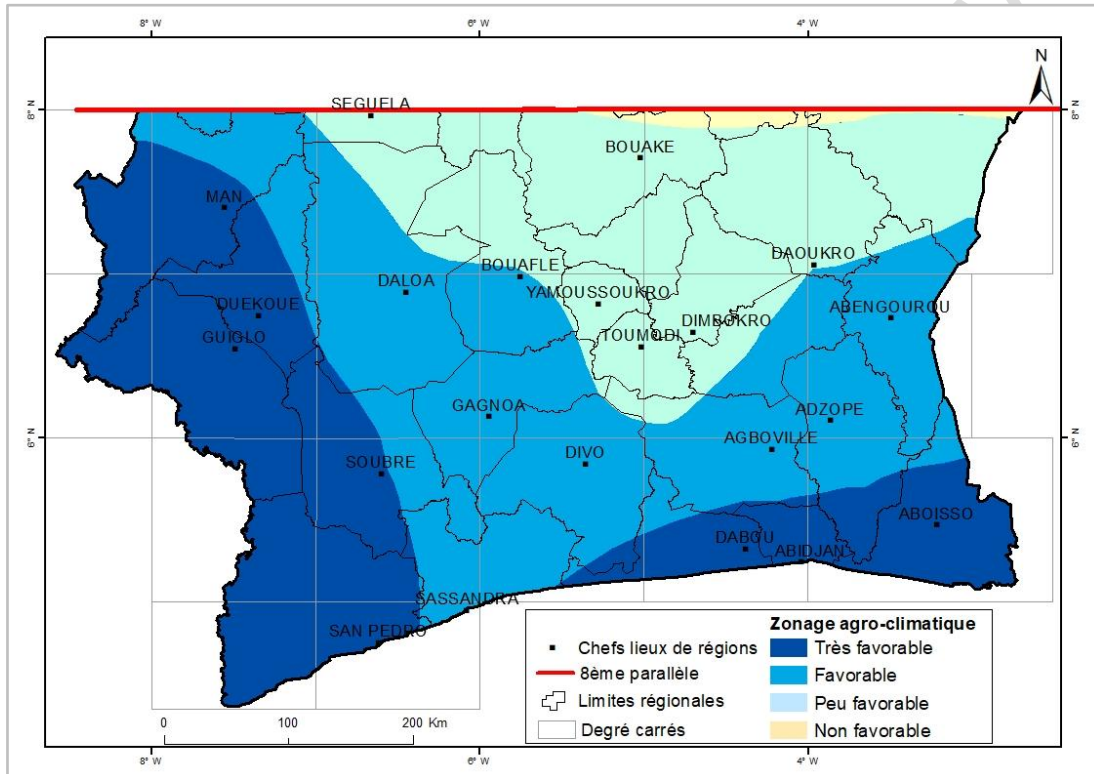 8° W
6° W
4° W
N
8° N
8° N
SEGUELA
BOUAKE
MAN
DAOUKRO
BOUAFLE
DALOA
YAMOUSSOUKRO
ABENGOUROU
DUEKOUE
DIMBOKRO
TOUMODI
GUIGLO
GAGNOA
ADZOPE
6° N
6° N
AGBOVILLE
DIVO
SOUBRE
ABOISSO
DABOU
ABIDJAN
SASSANDRA
SAN PEDRO
Zonage agro-climatique
Chefs lieux de régions
Très favorable
8ème parallèle
Favorable
Limites régionales
Peu favorable
Degré carrés
Non favorable
0 100 200 Km
8° W
6° W
4° W